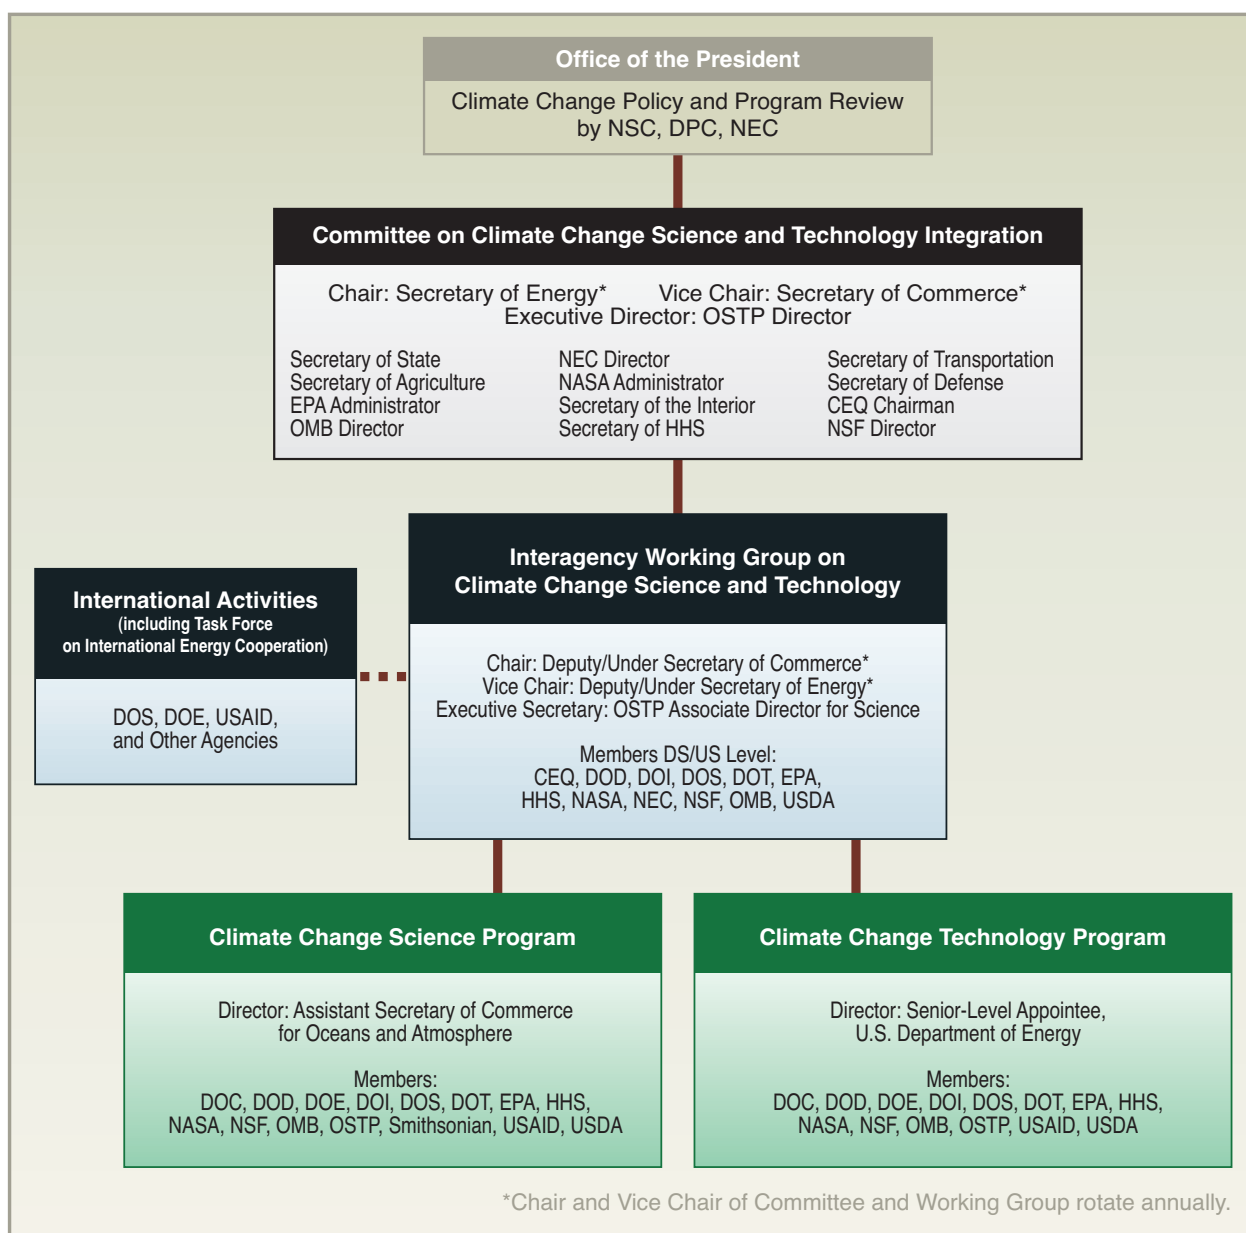 Office of the President
Climate Change Policy and Program Review
by NSC, DPC, NEC
Committee on Climate Change Science and Technology Integration
Chair: Secretary of Energy* Vice Chair: Secretary of Commerce*
Executive Director: OSTP Director
Secretary of State
Secretary of Agriculture
EPA Administrator
OMB Director
NEC Director
NASA Administrator
Secretary of the Interior
Secretary of HHS
Secretary of Transportation
Secretary of Defense
CEQ Chairman
NSF Director
Interagency Working Group on
Climate Change Science and Technology
Chair: Deputy/Under Secretary of Commerce*
Vice Chair: Deputy/Under Secretary of Energy*
Executive Secretary: OSTP Associate Director for Science
Members DS/US Level:
CEQ, DOD, DOI, DOS, DOT, EPA,
HHS, NASA, NEC, NSF, OMB, USDA
International Activities
(including Task Force
on International Energy Cooperation)
DOS, DOE, USAID,
and Other Agencies
Climate Change Science Program
Director: Assistant Secretary of Commerce
for Oceans and Atmosphere
Members:
DOC, DOD, DOE, DOI, DOS, DOT, EPA, HHS,
NASA, NSF, OMB, OSTP, Smithsonian, USAID, USDA
Climate Change Technology Program
Director: Senior-Level Appointee,
U.S. Department of Energy
Members:
DOC, DOD, DOE, DOI, DOS, DOT, EPA, HHS,
NASA, NSF, OMB, OSTP, USAID, USDA
*Chair and Vice Chair of Committee and Working Group rotate annually.